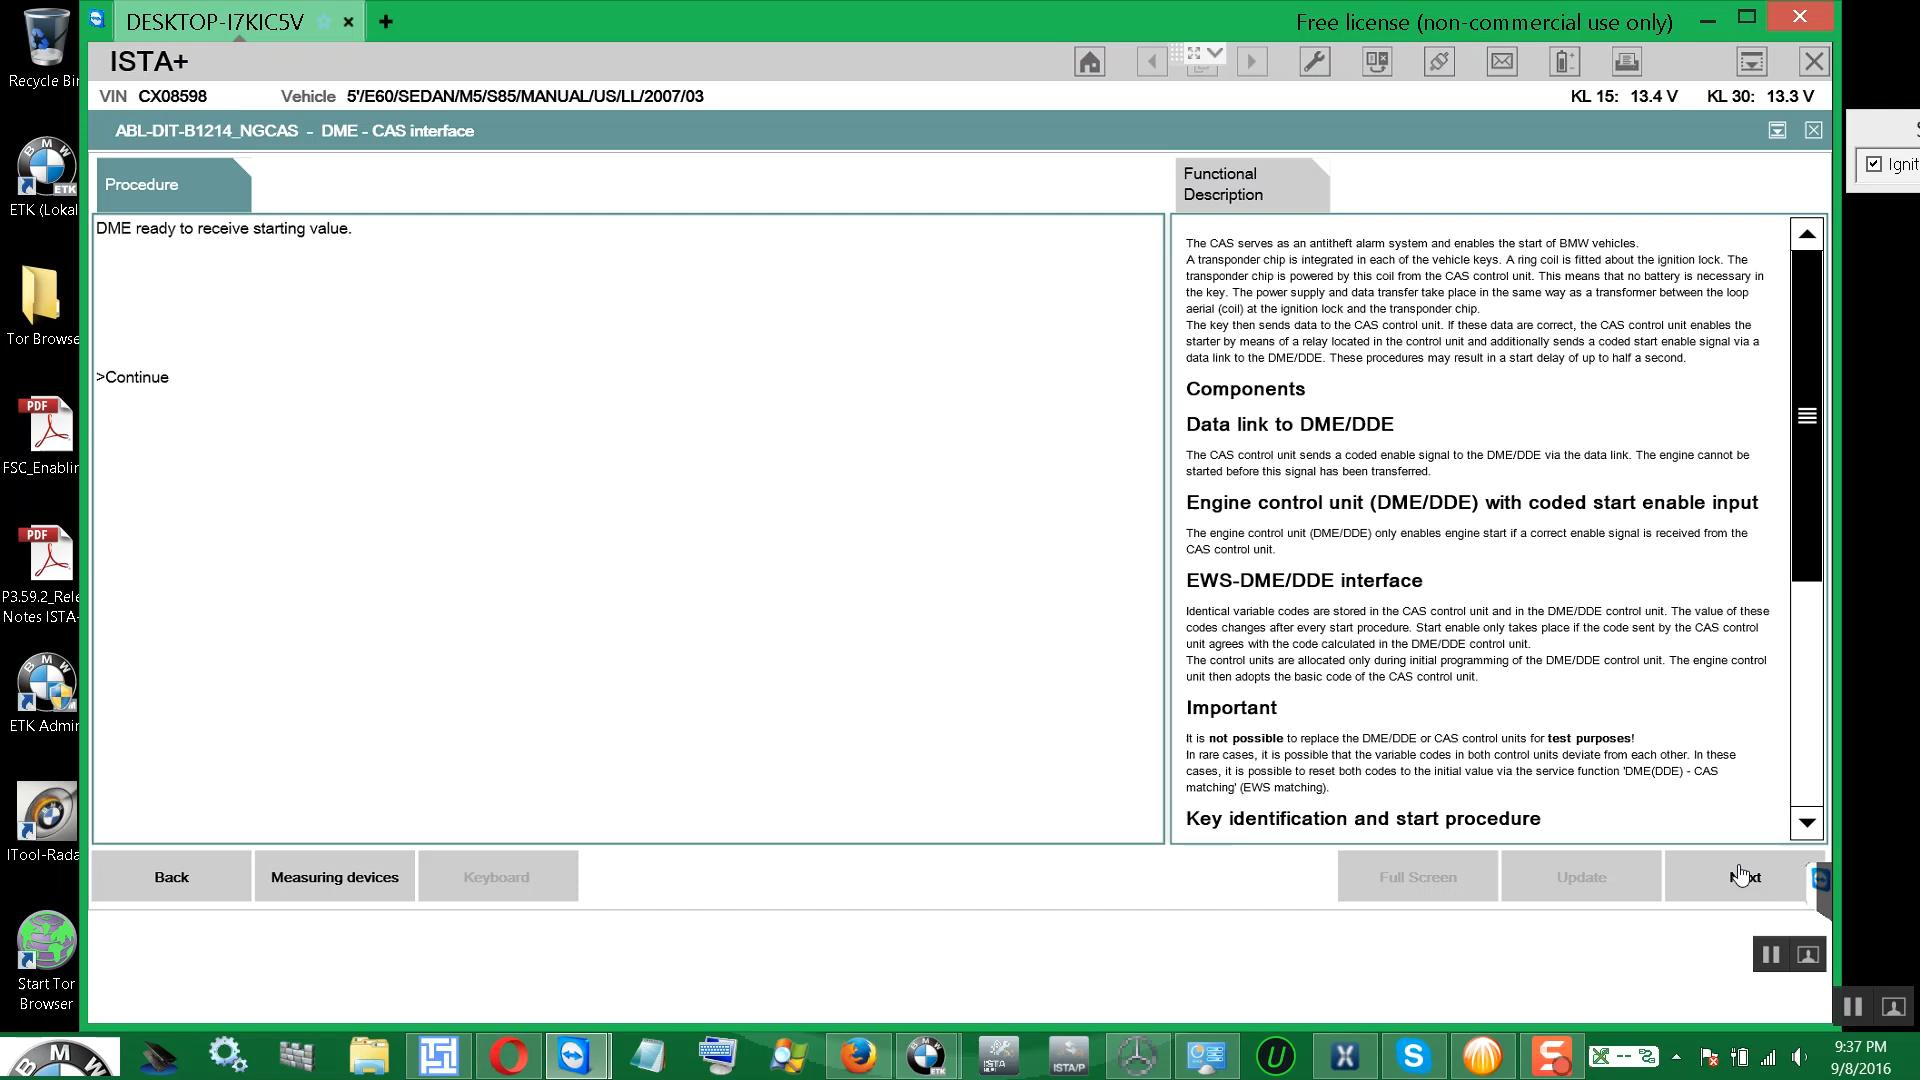 DESKTOP-I7KIC5V
Free license (non-commercial use only)
ISTA+
VIN CX08598 Vehicle 5'/E60/SEDAN/M5/S85/MANUAL/US/LL/2007/03
KL 15: 13.4 V KL 30: 13.3 V
ABL-DIT-B1214_NGCAS - DME - CAS interface
Procedure
DME ready to receive starting value.
>Continue
Functional
Description
The CAS serves as an antitheft alarm system and enables the start of BMW vehicles.
A transponder chip is integrated in each of the vehicle keys. A ring coil is fitted about the ignition lock. The
transponder chip is powered by this coil from the CAS control unit. This means that no battery is necessary in
the key. The power supply and data transfer take place in the same way as a transformer between the loop
aerial (coil) at the ignition lock and the transponder chip.
The key then sends data to the CAS control unit. If these data are correct, the CAS control unit enables the
starter by means of a relay located in the control unit and additionally sends a coded start enable signal via a
data link to the DME/DDE. These procedures may result in a start delay of up to half a second.
Components
Data link to DME/DDE
The CAS control unit sends a coded enable signal to the DME/DDE via the data link. The engine cannot be
started before this signal has been transferred.
Engine control unit (DME/DDE) with coded start enable input
The engine control unit (DME/DDE) only enables engine start if a correct enable signal is received from the
CAS control unit.
EWS-DME/DDE interface
Identical variable codes are stored in the CAS control unit and in the DME/DDE control unit. The value of these
codes changes after every start procedure. Start enable only takes place if the code sent by the CAS control
unit agrees with the code calculated in the DME/DDE control unit.
The control units are allocated only during initial programming of the DME/DDE control unit. The engine control
unit then adopts the basic code of the CAS control unit.
Important
It is not possible to replace the DME/DDE or CAS control units for test purposes!
In rare cases, it is possible that the variable codes in both control units deviate from each other. In these
cases, it is possible to reset both codes to the initial value via the service function 'DME(DDE) - CAS
matching' (EWS matching).
Key identification and start procedure
Back
Measuring devices
Keyboard
Full Screen
Update
Next
Recycle Bin
ETK
ETK (Lokal
Tor Browse
PDF
FSC_Enablin
PDF
P3.59.2_Rele
Notes ISTA-
ETK Admin
ITool-Rada
Start Tor
Browser
Ignit
BMW
ETK
ISTA
ISTA/P
9:37 PM
9/8/2016